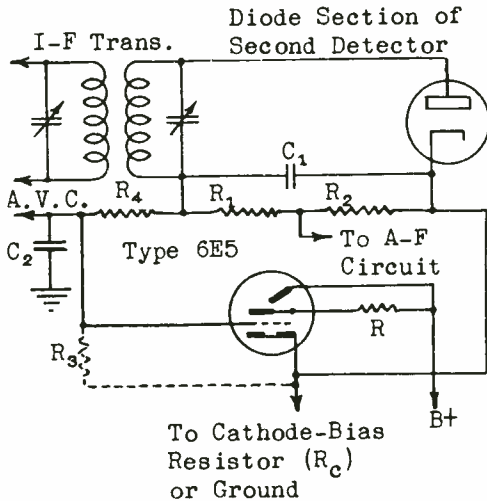 Diode Section of
I-F Trans. Second Detector
C1
A.V.C. R4 R1 R2
C2 Type 6E5 To A-F
Circuit
R
R3
To Cathode-Bias B+
Resistor (Rc)
or Ground